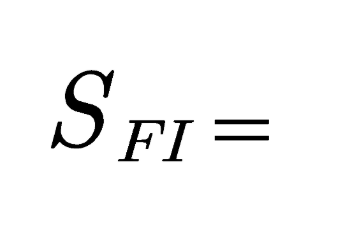 S_{FI} =